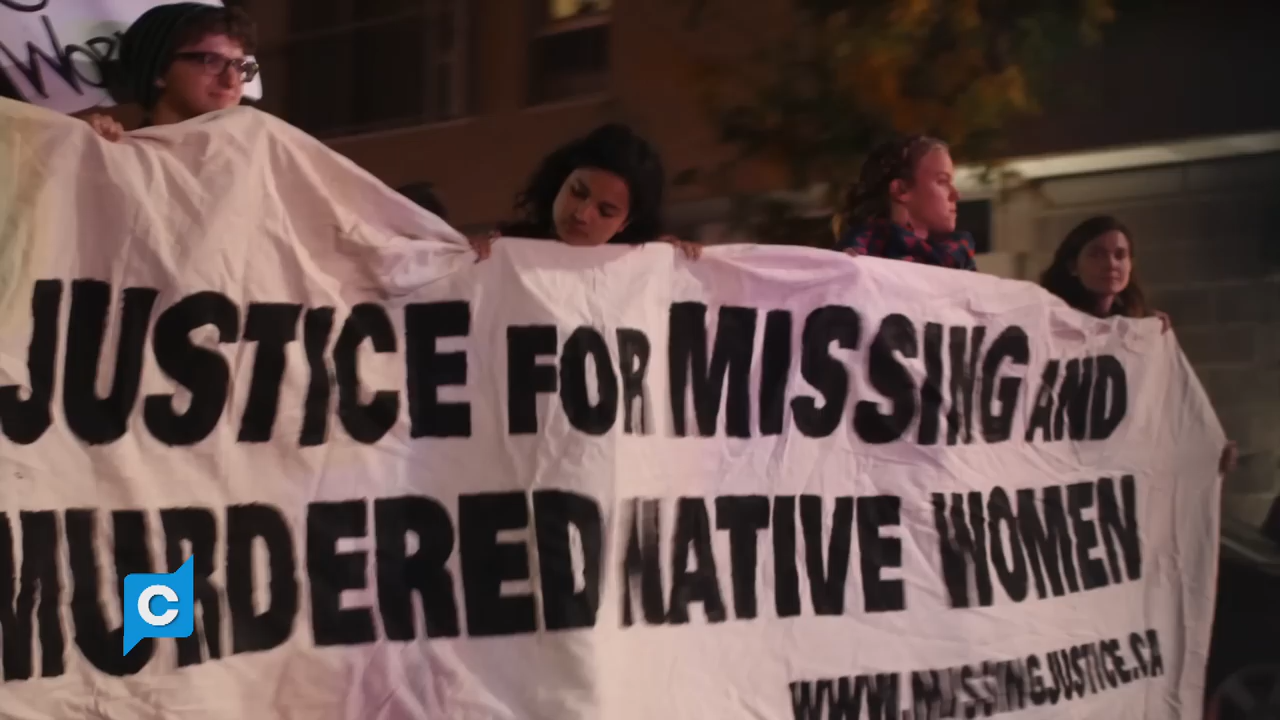 JUSTICE FOR MISSING AND
MURDERED NATIVE WOMEN
WWW.MISSINGJUSTICE.CA
C